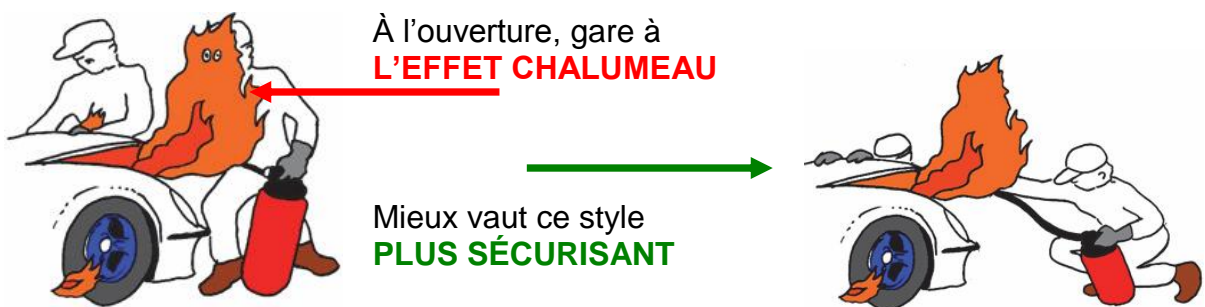 À l’ouverture, gare à
L’EFFET CHALUMEAU
Mieux vaut ce style
PLUS SÉCURISANT